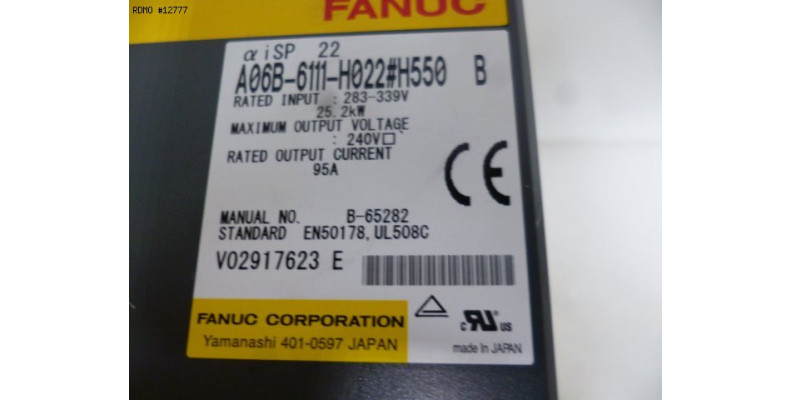 RDMO #12777
FANUC
αiSP 22
A06B-6111-H022#H550 B
RATED INPUT : 283-339V
25.2kW
MAXIMUM OUTPUT VOLTAGE
: 240V□
RATED OUTPUT CURRENT
95A
CE
MANUAL NO. B-65282
STANDARD EN50178,UL508C
V02917623 E
FANUC CORPORATION
Yamanashi 401-0597 JAPAN
c RU US
made in JAPAN